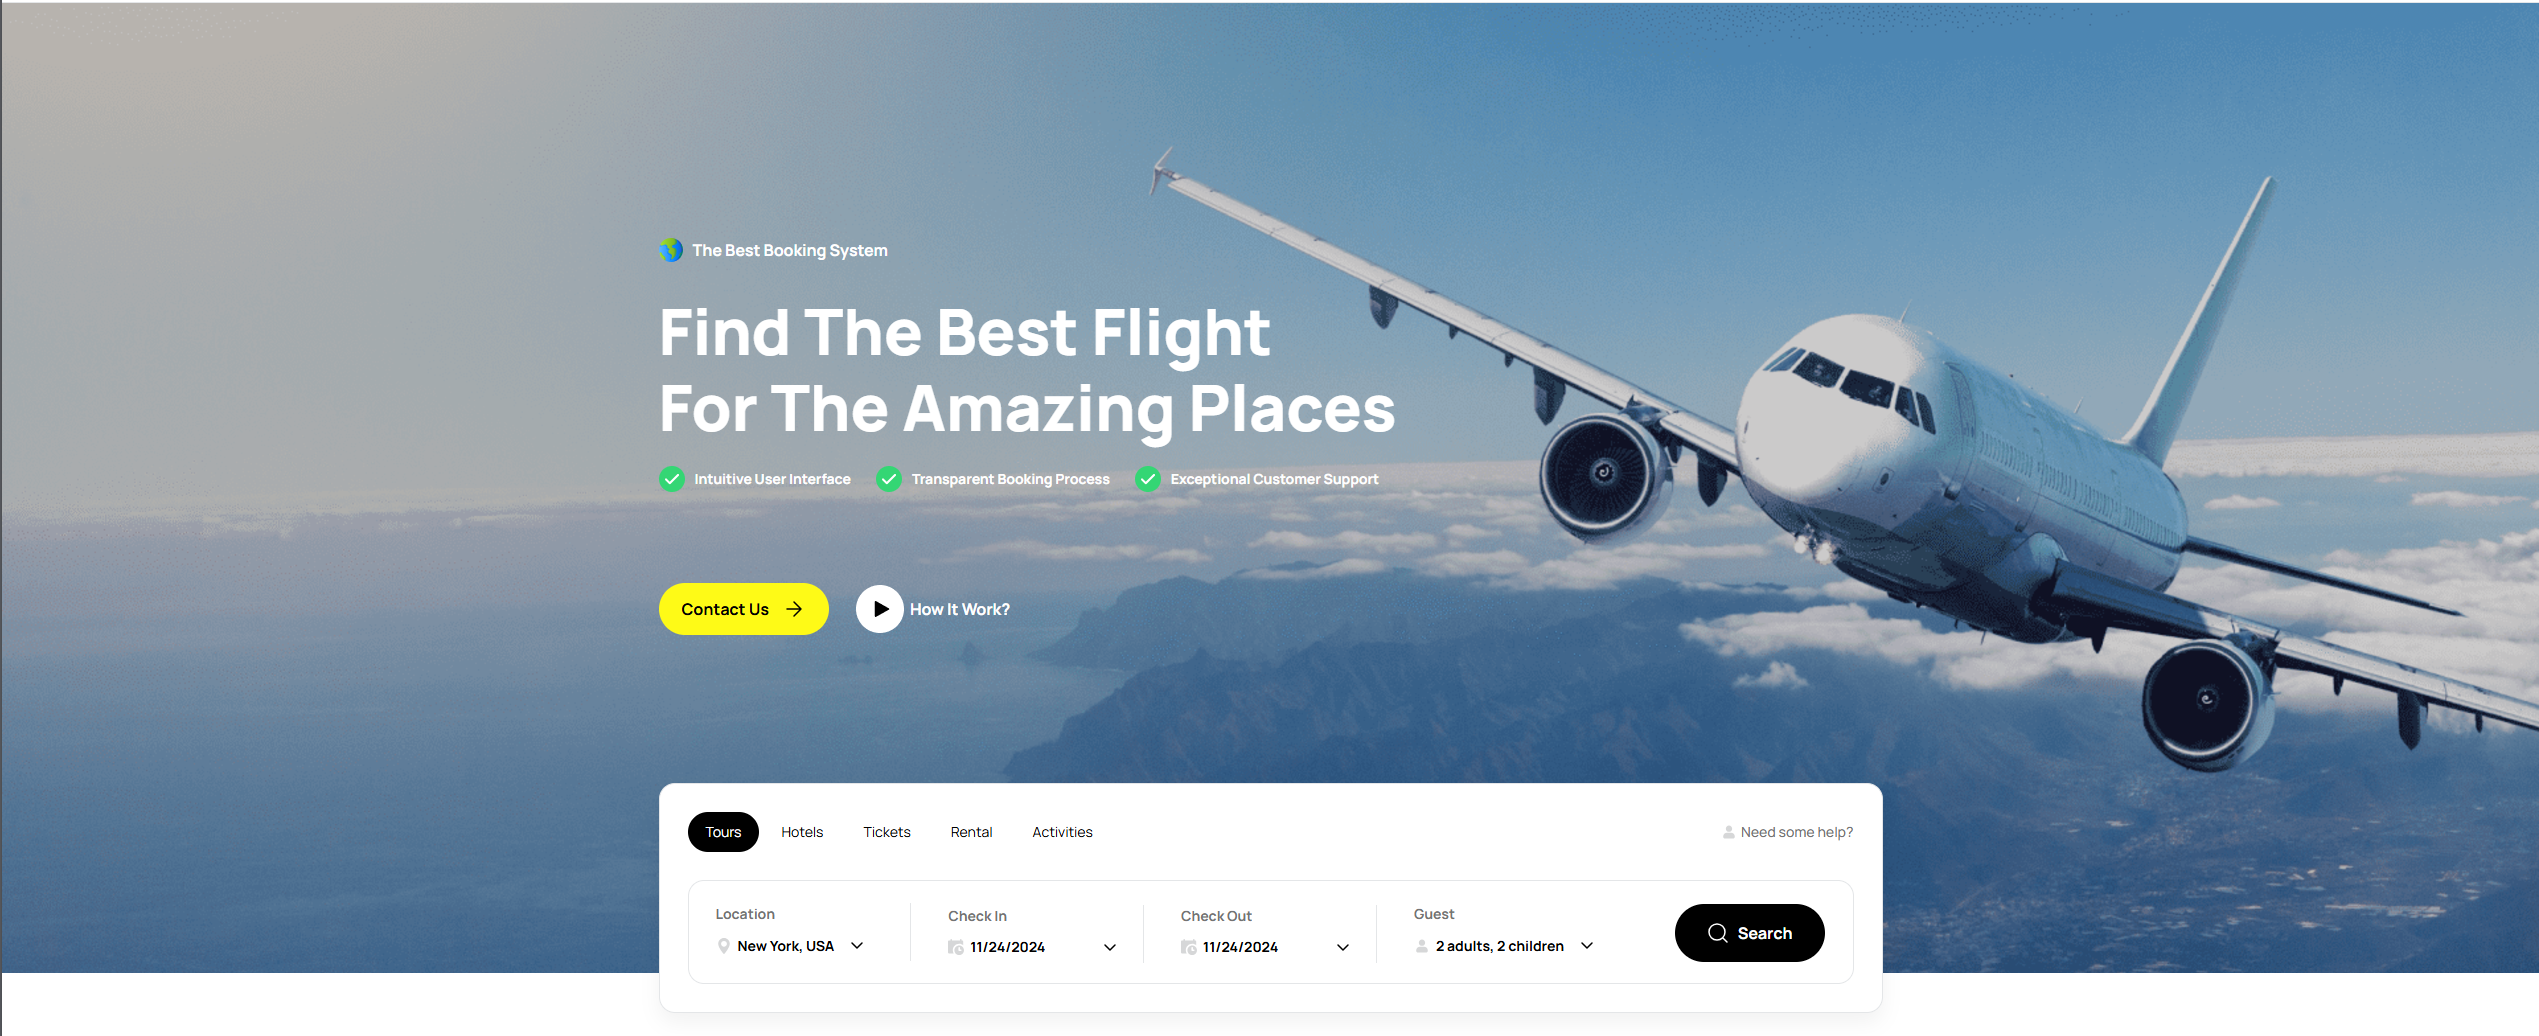 The Best Booking System
Find The Best Flight
For The Amazing Places
Intuitive User Interface Transparent Booking Process Exceptional Customer Support
Contact Us How It Work?
Tours Hotels Tickets Rental Activities Need some help?
Location Check In Check Out Guest
New York, USA 11/24/2024 11/24/2024 2 adults, 2 children Search